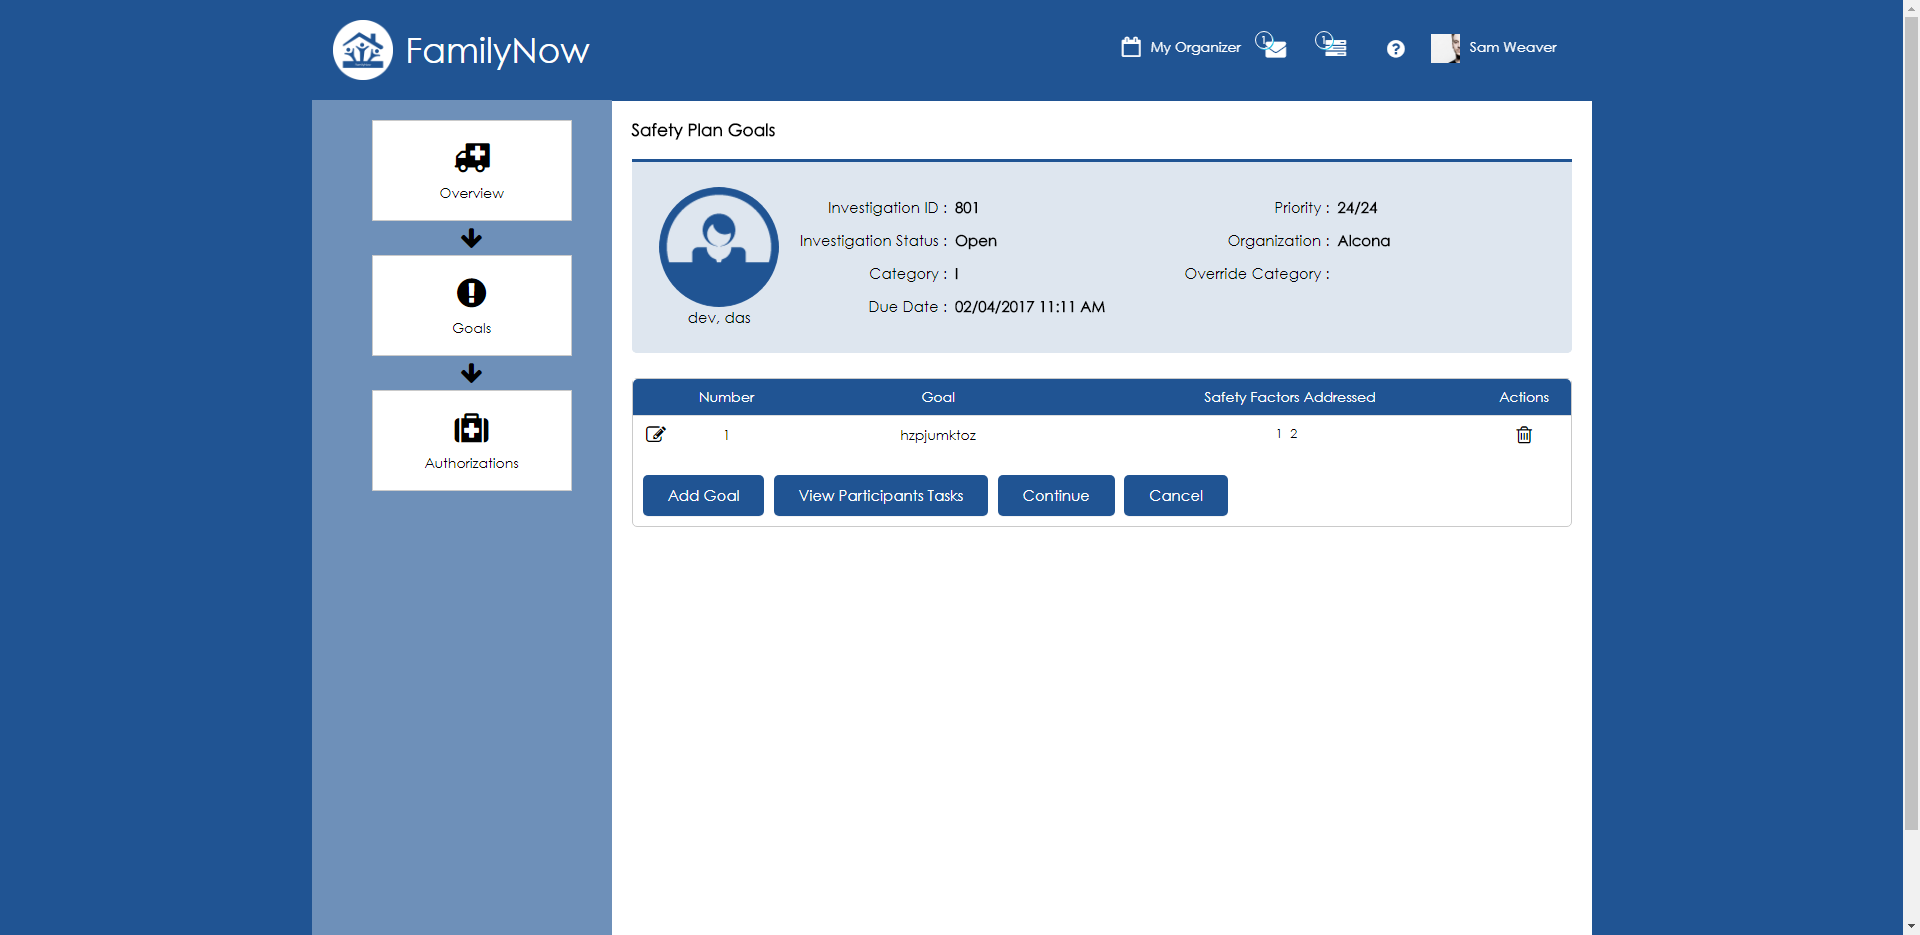 FamilyNow
My Organizer
1
1
Sam Weaver
Overview
Goals
Authorizations
Safety Plan Goals
dev, das
Investigation ID : 801
Investigation Status : Open
Category : I
Due Date : 02/04/2017 11:11 AM
Priority : 24/24
Organization : Alcona
Override Category :
Number Goal Safety Factors Addressed Actions
1 hzpjumktoz 1 2
Add Goal View Participants Tasks Continue Cancel